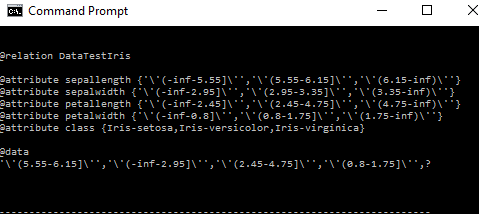 Command Prompt
@relation DataTestIris
@attribute sepallength {'\'(-inf-5.55]\'','\'(5.55-6.15]\'','\'(6.15-inf)\''}
@attribute sepalwidth {'\'(-inf-2.95]\'','\'(2.95-3.35]\'','\'(3.35-inf)\''}
@attribute petallength {'\'(-inf-2.45]\'','\'(2.45-4.75]\'','\'(4.75-inf)\''}
@attribute petalwidth {'\'(-inf-0.8]\'','\'(0.8-1.75]\'','\'(1.75-inf)\''}
@attribute class {Iris-setosa,Iris-versicolor,Iris-virginica}
@data
'\'(5.55-6.15]\'','\'(-inf-2.95]\'','\'(2.45-4.75]\'','\'(0.8-1.75]\'',?